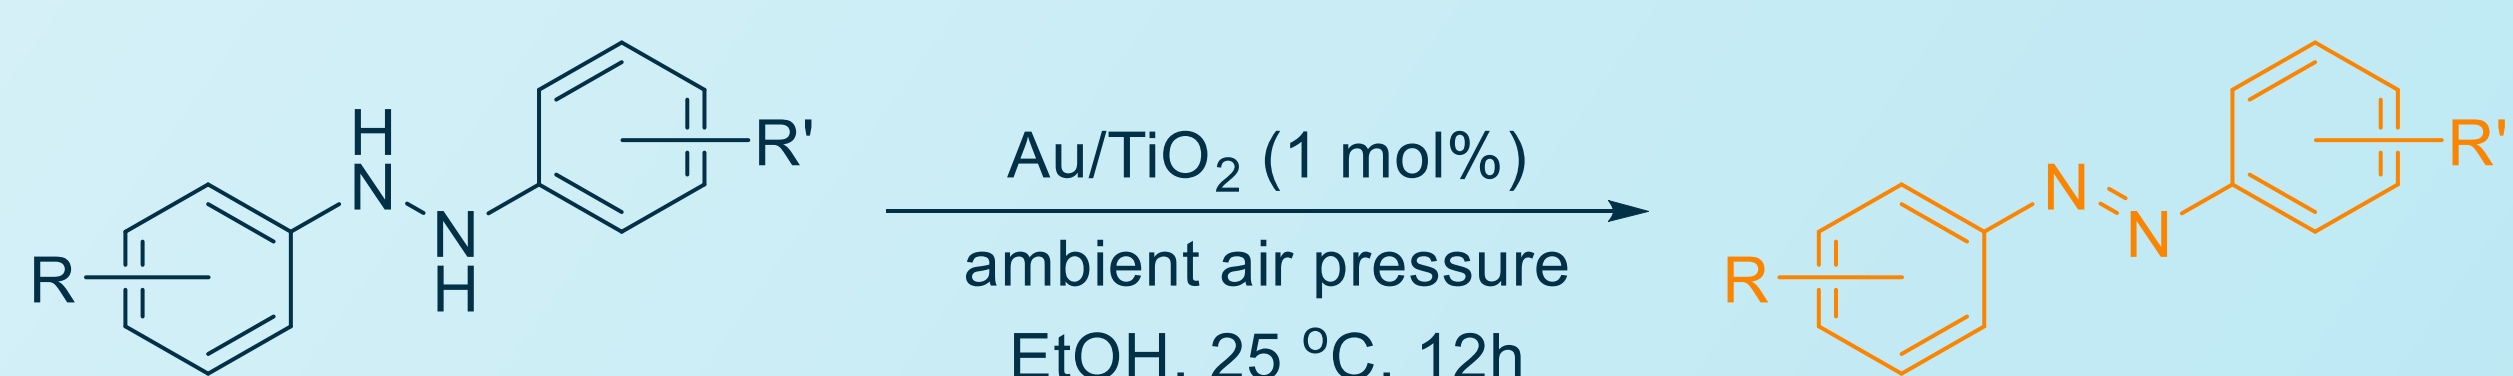 H
N
N
H
R
R'
Au/TiO₂ (1 mol%)
ambient air pressure
EtOH, 25 °C, 12h
N
N
R
R'